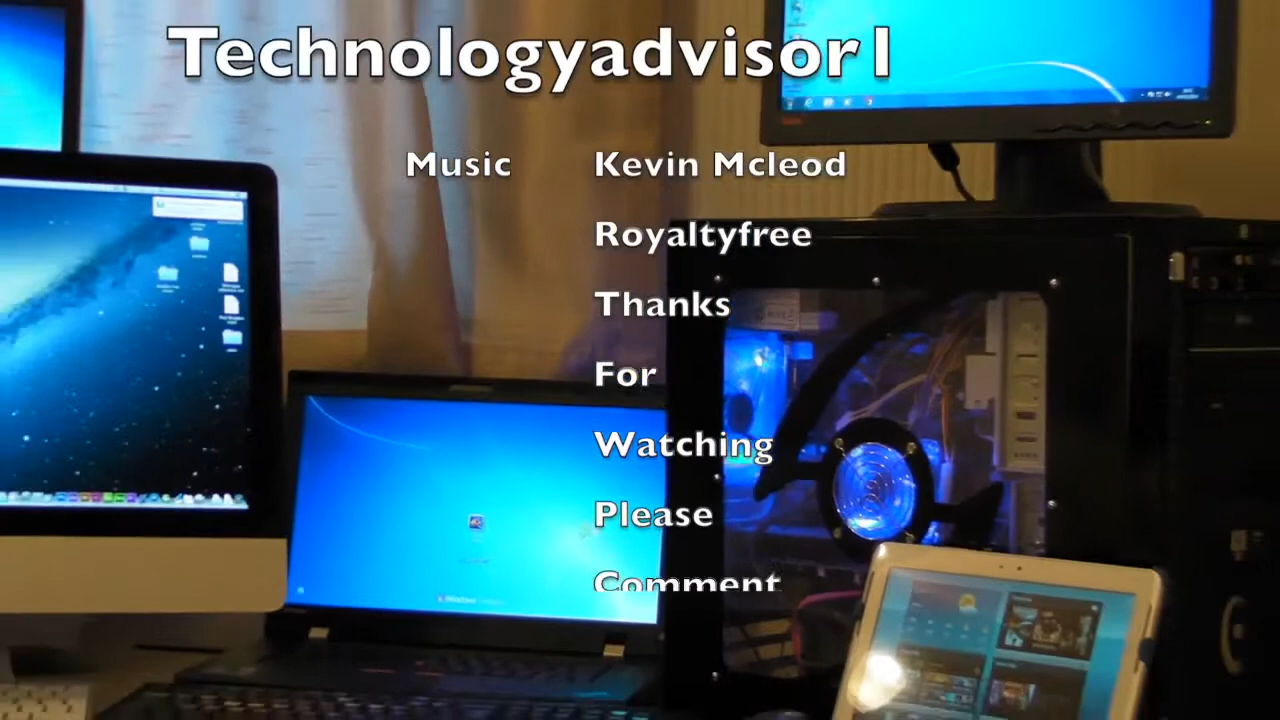 Technologyadvisor1
Music Kevin Mcleod
Royaltyfree
Thanks
For
Watching
Please
Comment